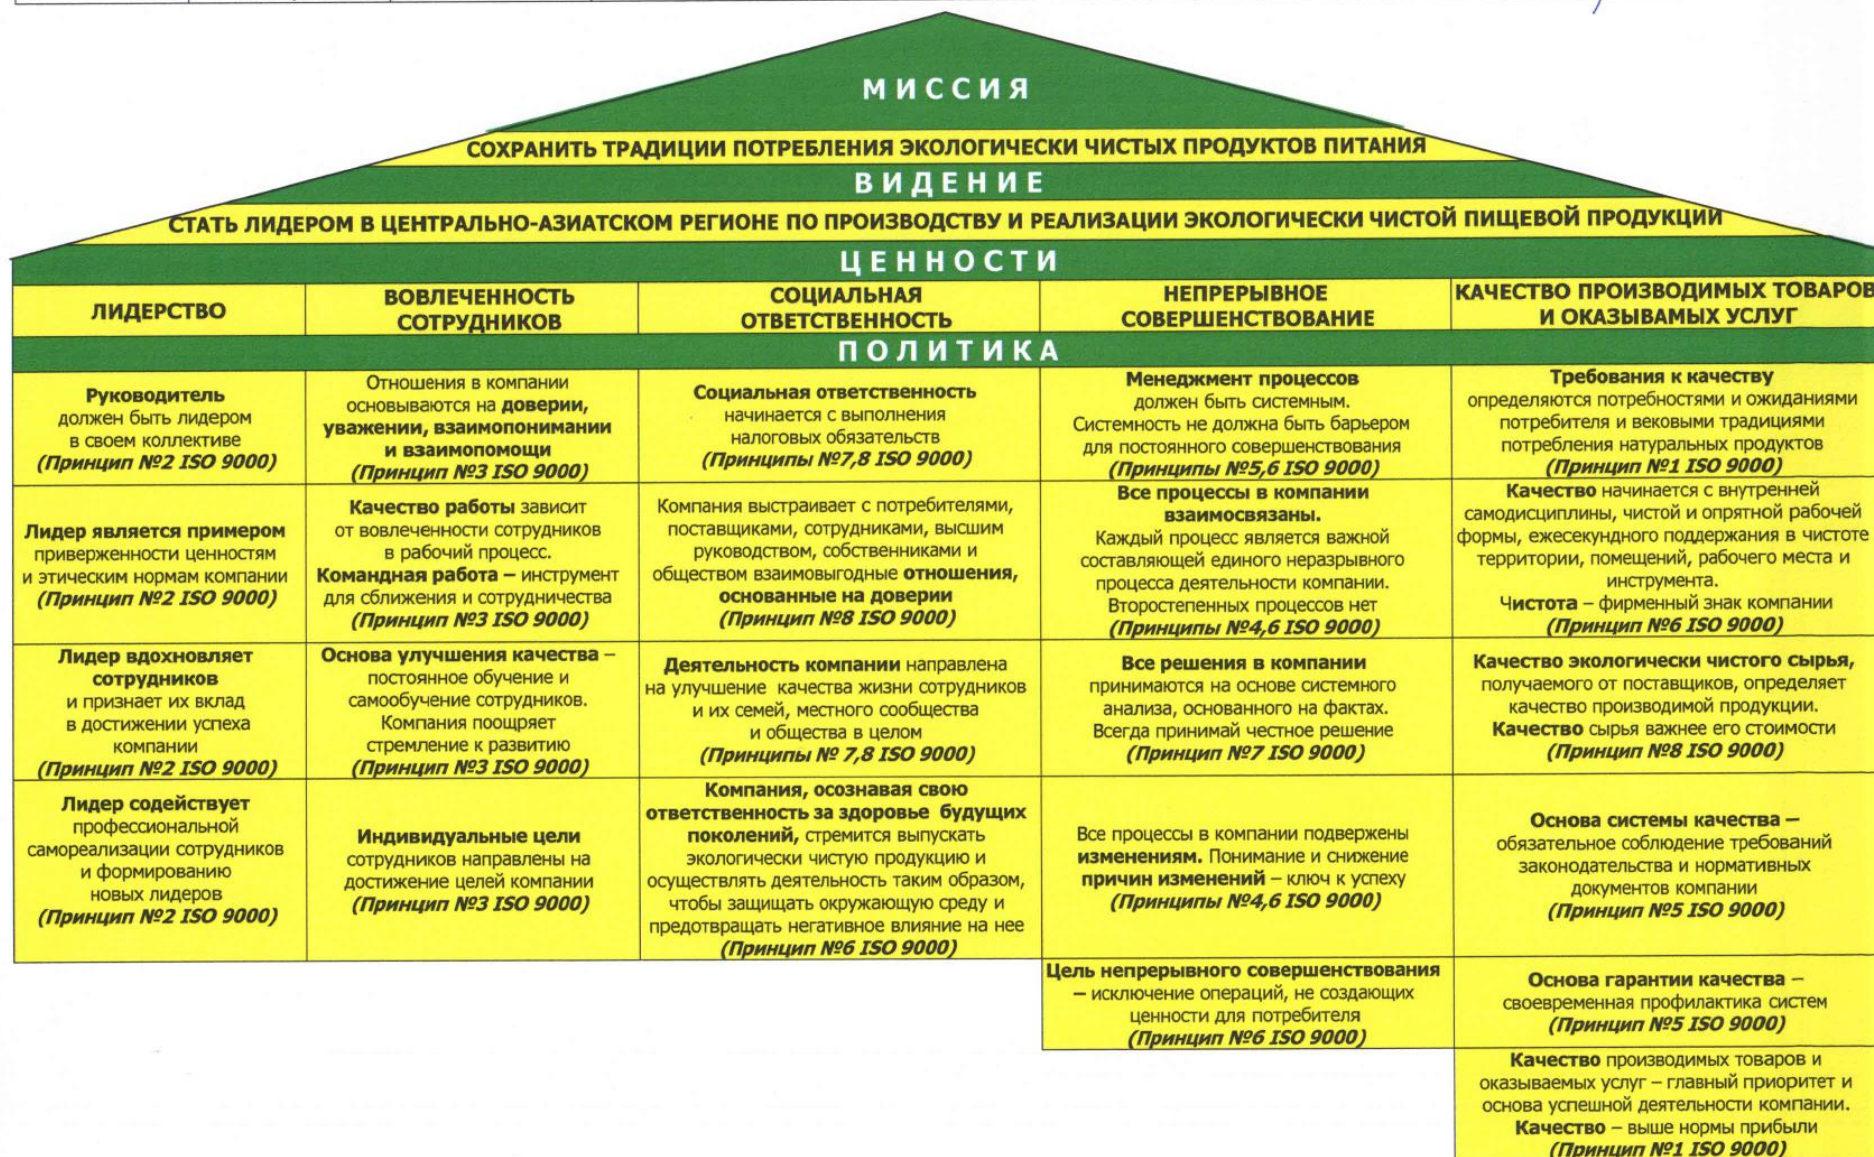 МИССИЯ
СОХРАНИТЬ ТРАДИЦИИ ПОТРЕБЛЕНИЯ ЭКОЛОГИЧЕСКИ ЧИСТЫХ ПРОДУКТОВ ПИТАНИЯ
ВИДЕНИЕ
СТАТЬ ЛИДЕРОМ В ЦЕНТРАЛЬНО-АЗИАТСКОМ РЕГИОНЕ ПО ПРОИЗВОДСТВУ И РЕАЛИЗАЦИИ ЭКОЛОГИЧЕСКИ ЧИСТОЙ ПИЩЕВОЙ ПРОДУКЦИИ
ЦЕННОСТИ
ЛИДЕРСТВО
ВОВЛЕЧЕННОСТЬ
СОТРУДНИКОВ
СОЦИАЛЬНАЯ
ОТВЕТСТВЕННОСТЬ
НЕПРЕРЫВНОЕ
СОВЕРШЕНСТВОВАНИЕ
КАЧЕСТВО ПРОИЗВОДИМЫХ ТОВАРОВ
И ОКАЗЫВАМЫХ УСЛУГ
ПОЛИТИКА
Руководитель
должен быть лидером
в своем коллективе
(Принцип №2 ISO 9000)
Отношения в компании
основываются на доверии,
уважении, взаимопонимании
и взаимопомощи
(Принцип №3 ISO 9000)
Социальная ответственность
начинается с выполнения
налоговых обязательств
(Принципы №7,8 ISO 9000)
Менеджмент процессов
должен быть системным.
Системность не должна быть барьером
для постоянного совершенствования
(Принципы №5,6 ISO 9000)
Требования к качеству
определяются потребностями и ожиданиями
потребителя и вековыми традициями
потребления натуральных продуктов
(Принцип №1 ISO 9000)
Лидер является примером
приверженности ценностям
и этическим нормам компании
(Принцип №2 ISO 9000)
Качество работы зависит
от вовлеченности сотрудников
в рабочий процесс.
Командная работа – инструмент
для сближения и сотрудничества
(Принцип №3 ISO 9000)
Компания выстраивает с потребителями,
поставщиками, сотрудниками, высшим
руководством, собственниками и
обществом взаимовыгодные отношения,
основанные на доверии
(Принцип №8 ISO 9000)
Все процессы в компании
взаимосвязаны.
Каждый процесс является важной
составляющей единого неразрывного
процесса деятельности компании.
Второстепенных процессов нет
(Принципы №4,6 ISO 9000)
Качество начинается с внутренней
самодисциплины, чистой и опрятной рабочей
формы, ежесекундного поддержания в чистоте
территории, помещений, рабочего места и
инструмента.
Чистота – фирменный знак компании
(Принцип №6 ISO 9000)
Лидер вдохновляет
сотрудников
и признает их вклад
в достижении успеха
компании
(Принцип №2 ISO 9000)
Основа улучшения качества –
постоянное обучение и
самообучение сотрудников.
Компания поощряет
стремление к развитию
(Принцип №3 ISO 9000)
Деятельность компании направлена
на улучшение качества жизни сотрудников
и их семей, местного сообщества
и общества в целом
(Принципы № 7,8 ISO 9000)
Все решения в компании
принимаются на основе системного
анализа, основанного на фактах.
Всегда принимай честное решение
(Принцип №7 ISO 9000)
Качество экологически чистого сырья,
получаемого от поставщиков, определяет
качество производимой продукции.
Качество сырья важнее его стоимости
(Принцип №8 ISO 9000)
Лидер содействует
профессиональной
самореализации сотрудников
и формированию
новых лидеров
(Принцип №2 ISO 9000)
Индивидуальные цели
сотрудников направлены на
достижение целей компании
(Принцип №3 ISO 9000)
Компания, осознавая свою
ответственность за здоровье будущих
поколений, стремится выпускать
экологически чистую продукцию и
осуществлять деятельность таким образом,
чтобы защищать окружающую среду и
предотвращать негативное влияние на нее
(Принцип №6 ISO 9000)
Все процессы в компании подвержены
изменениям. Понимание и снижение
причин изменений – ключ к успеху
(Принципы №4,6 ISO 9000)
Основа системы качества –
обязательное соблюдение требований
законодательства и нормативных
документов компании
(Принцип №5 ISO 9000)
Цель непрерывного совершенствования
– исключение операций, не создающих
ценности для потребителя
(Принцип №6 ISO 9000)
Основа гарантии качества –
своевременная профилактика систем
(Принцип №5 ISO 9000)
Качество производимых товаров и
оказываемых услуг – главный приоритет и
основа успешной деятельности компании.
Качество – выше нормы прибыли
(Принцип №1 ISO 9000)